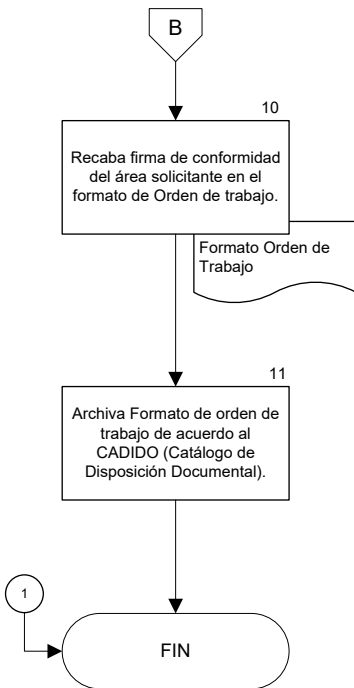 B
10
Recaba firma de conformidad
del área solicitante en el
formato de Orden de trabajo.
Formato Orden de
Trabajo
11
Archiva Formato de orden de
trabajo de acuerdo al
CADIDO (Catálogo de
Disposición Documental).
1
FIN